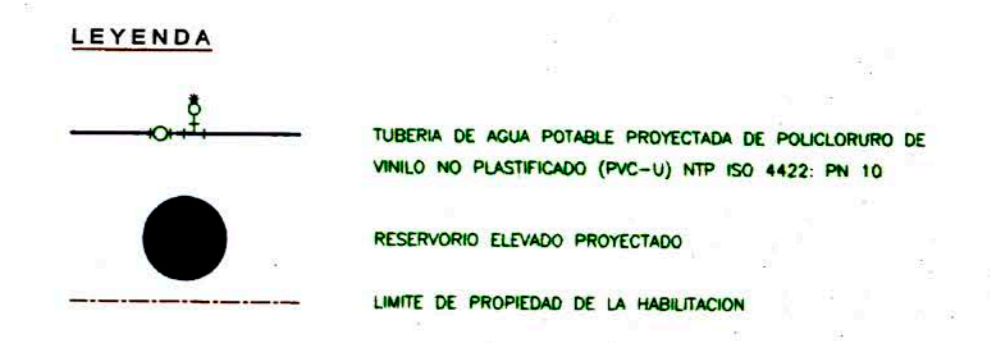 LEYENDA
TUBERIA DE AGUA POTABLE PROYECTADA DE POLICLORURO DE
VINILO NO PLASTIFICADO (PVC-U) NTP ISO 4422: PN 10
RESERVORIO ELEVADO PROYECTADO
LIMITE DE PROPIEDAD DE LA HABILITACION